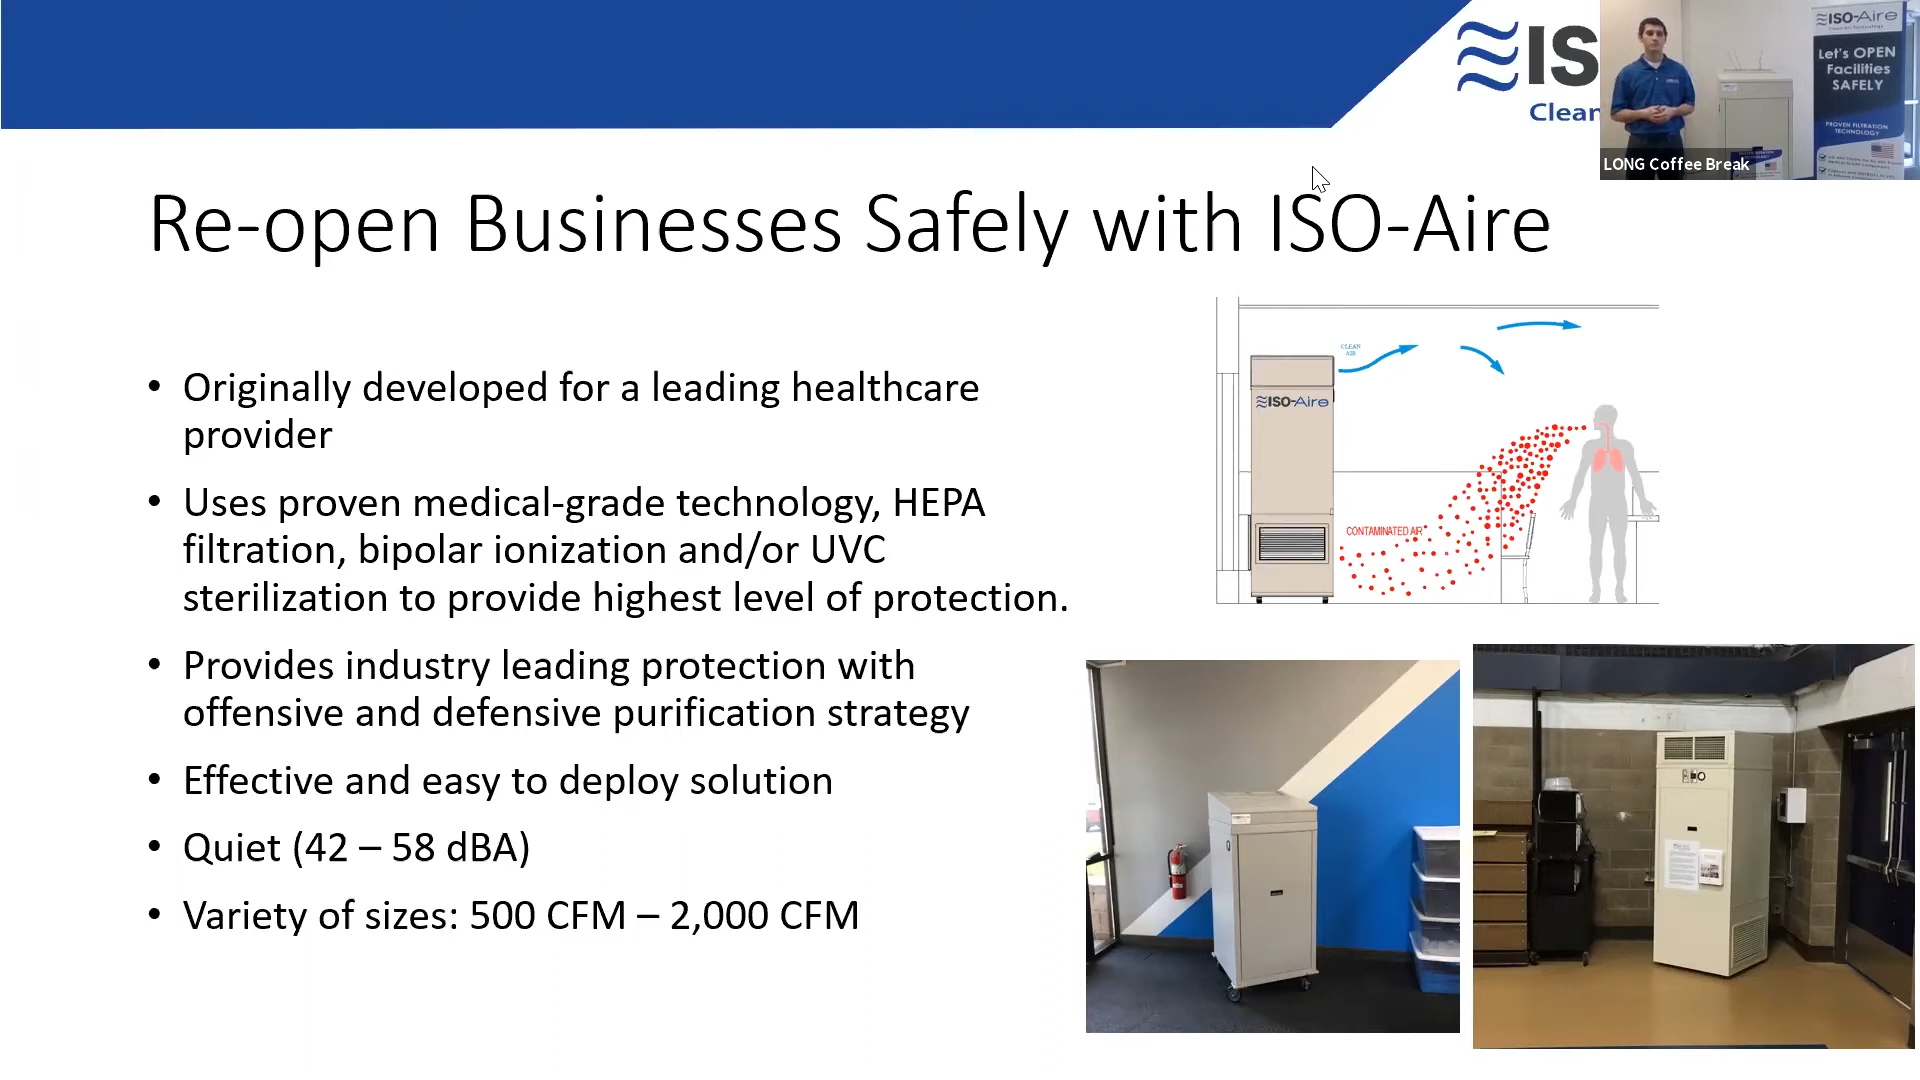 IS
Clean
ISO-Aire
Let's OPEN
Facilities
SAFELY
PROVEN FILTRATION
TECHNOLOGY
LONG Coffee Break
Re-open Businesses Safely with ISO-Aire
• Originally developed for a leading healthcare
provider
• Uses proven medical-grade technology, HEPA
filtration, bipolar ionization and/or UVC
sterilization to provide highest level of protection.
• Provides industry leading protection with
offensive and defensive purification strategy
• Effective and easy to deploy solution
• Quiet (42 – 58 dBA)
• Variety of sizes: 500 CFM – 2,000 CFM
CLEAN
AIR
ISO-Aire
CONTAMINATED AIR